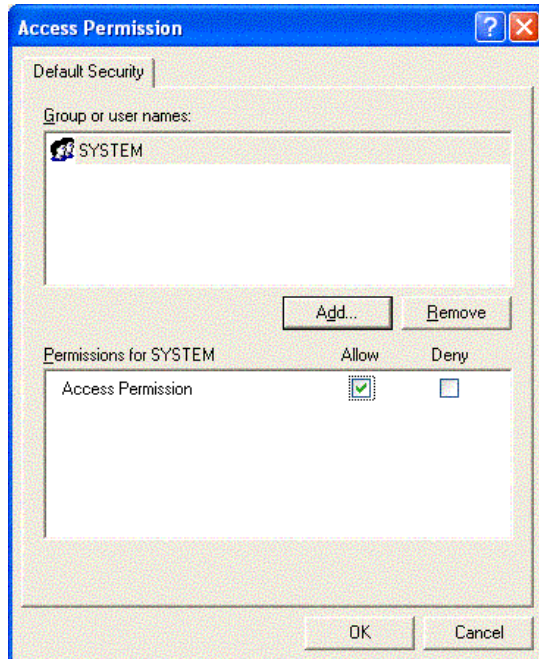 Access Permission
Default Security
Group or user names:
SYSTEM
Add...
Remove
Permissions for SYSTEM
Allow
Deny
Access Permission
OK
Cancel